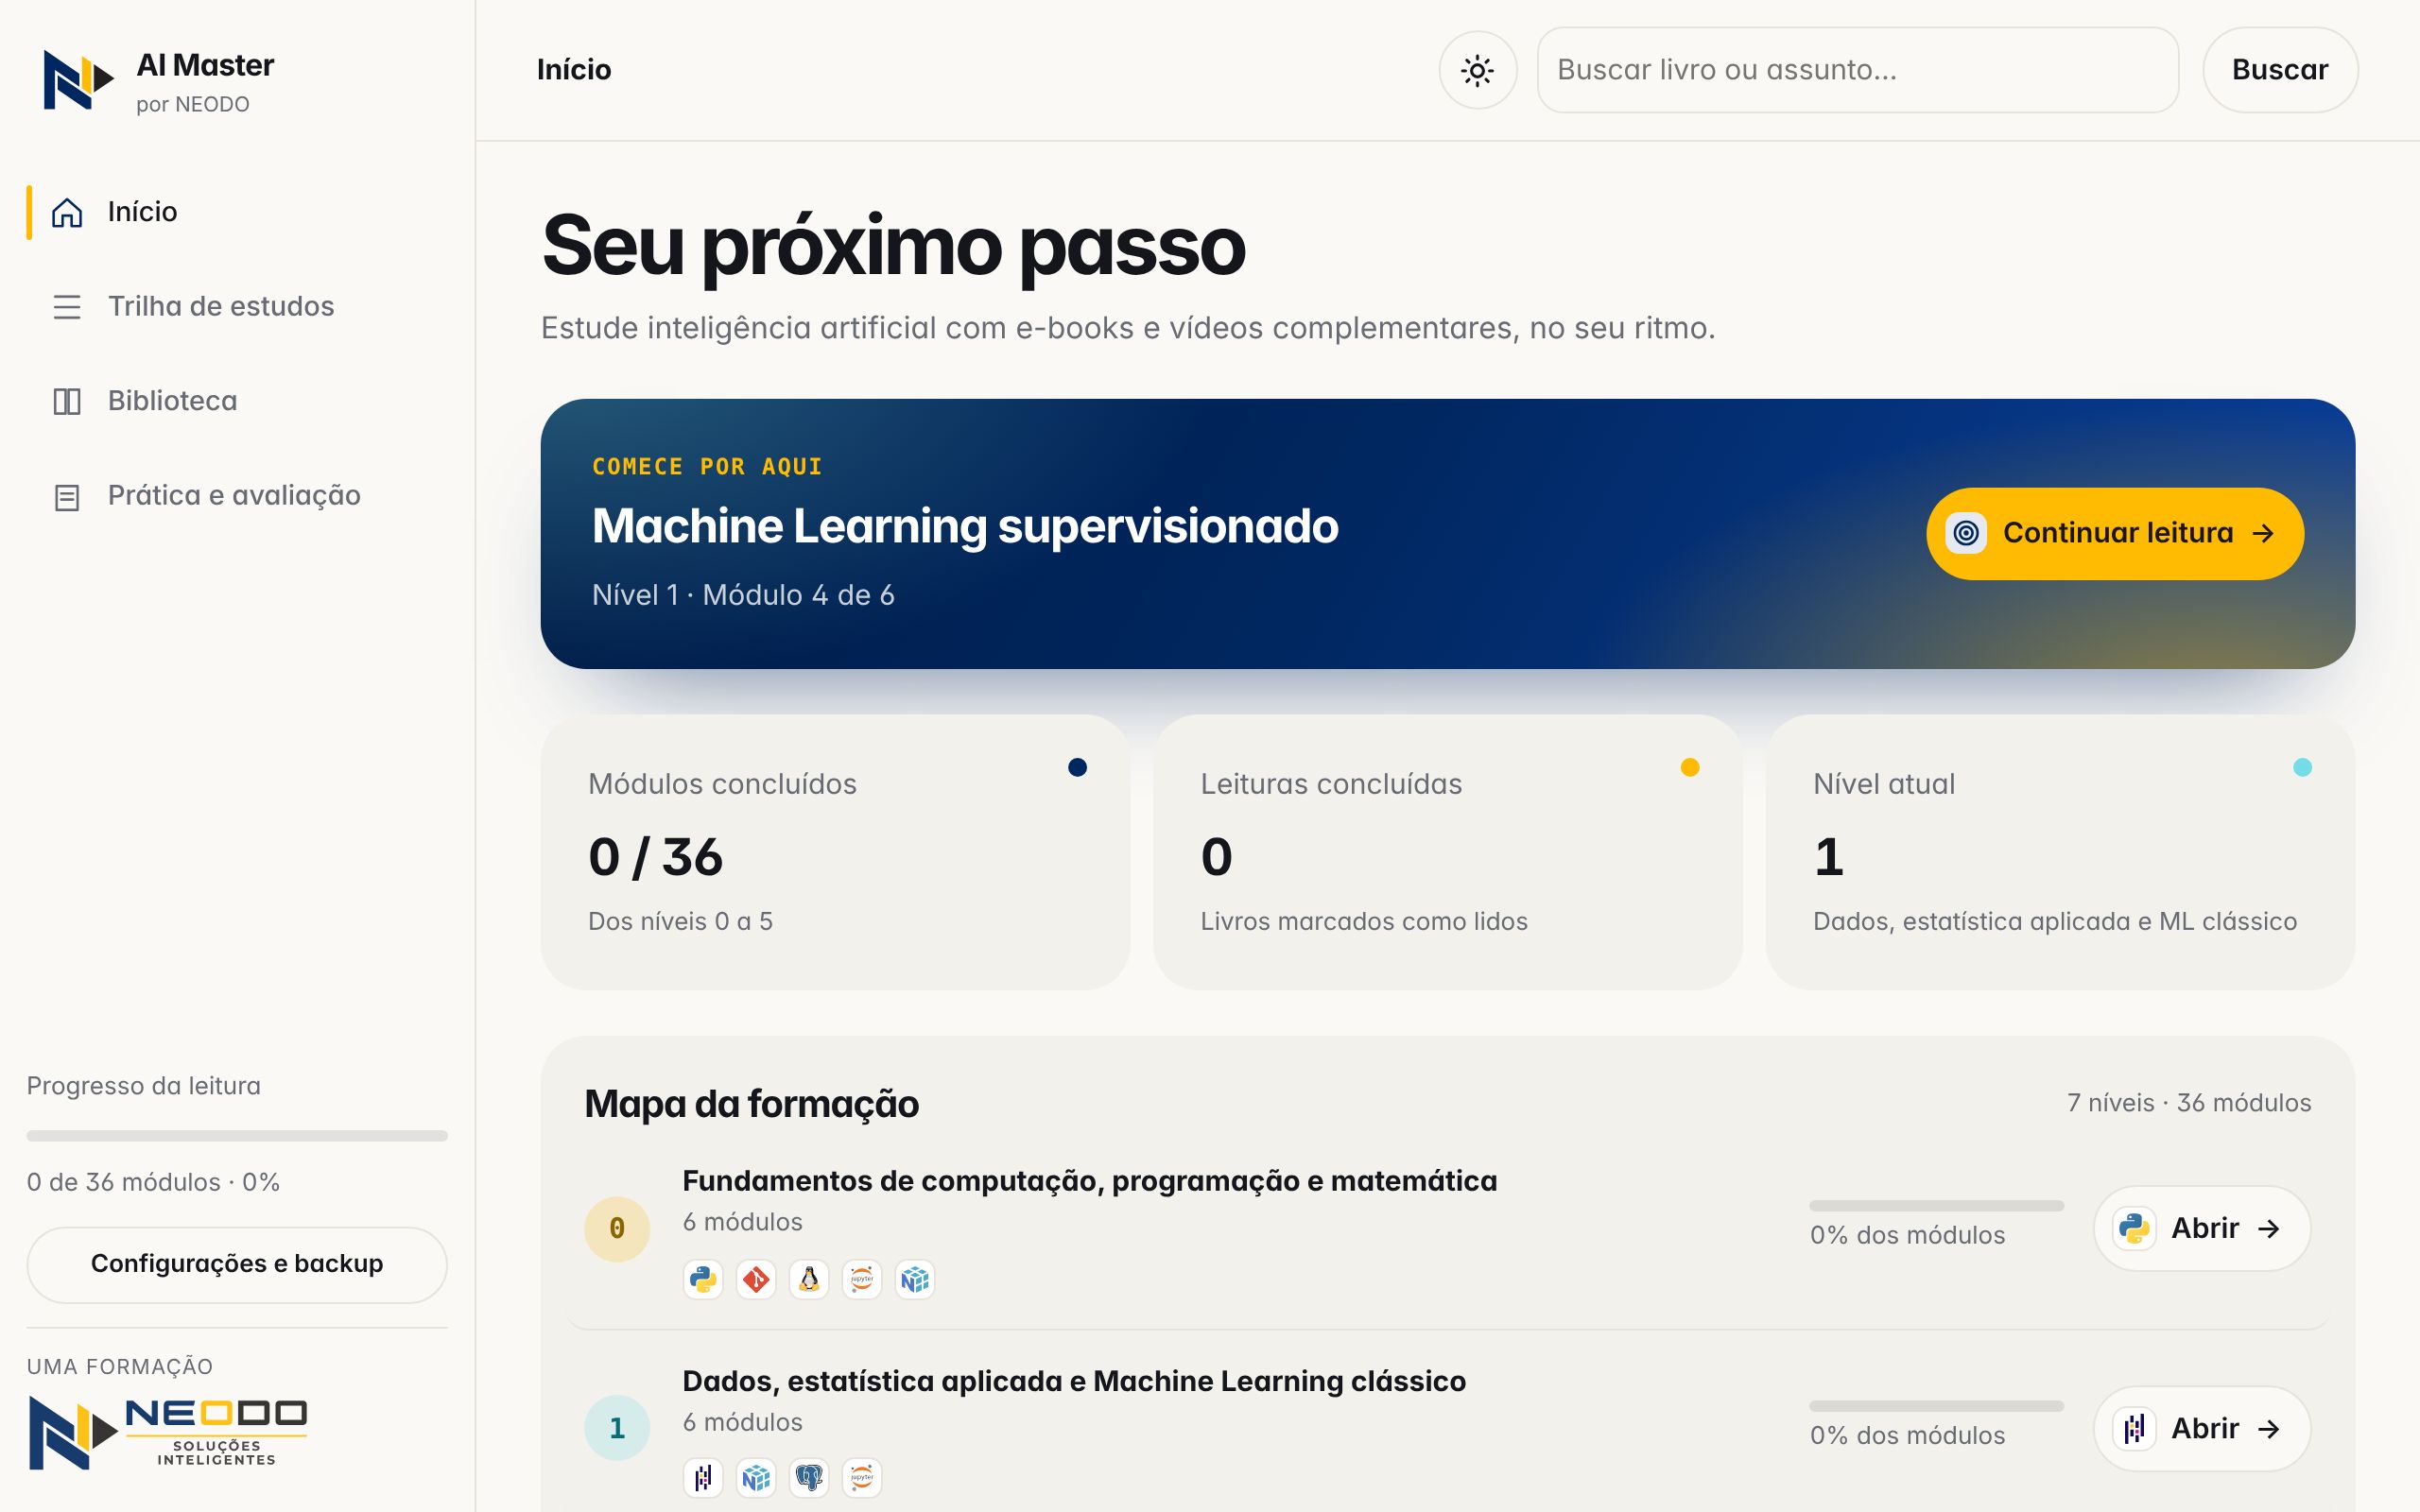 AI Master
por NEODO
Início
Trilha de estudos
Biblioteca
Prática e avaliação
Progresso da leitura
0 de 36 módulos · 0%
Configurações e backup
UMA FORMAÇÃO
NEODO
SOLUÇÕES
INTELIGENTES
Início
Buscar livro ou assunto...
Buscar
Seu próximo passo
Estude inteligência artificial com e-books e vídeos complementares, no seu ritmo.
COMECE POR AQUI
Machine Learning supervisionado
Nível 1 · Módulo 4 de 6
Continuar leitura →
Módulos concluídos
0 / 36
Dos níveis 0 a 5
Leituras concluídas
0
Livros marcados como lidos
Nível atual
1
Dados, estatística aplicada e ML clássico
Mapa da formação
7 níveis · 36 módulos
0
Fundamentos de computação, programação e matemática
6 módulos
jupyter
0% dos módulos
Abrir →
1
Dados, estatística aplicada e Machine Learning clássico
6 módulos
jupyter
0% dos módulos
Abrir →